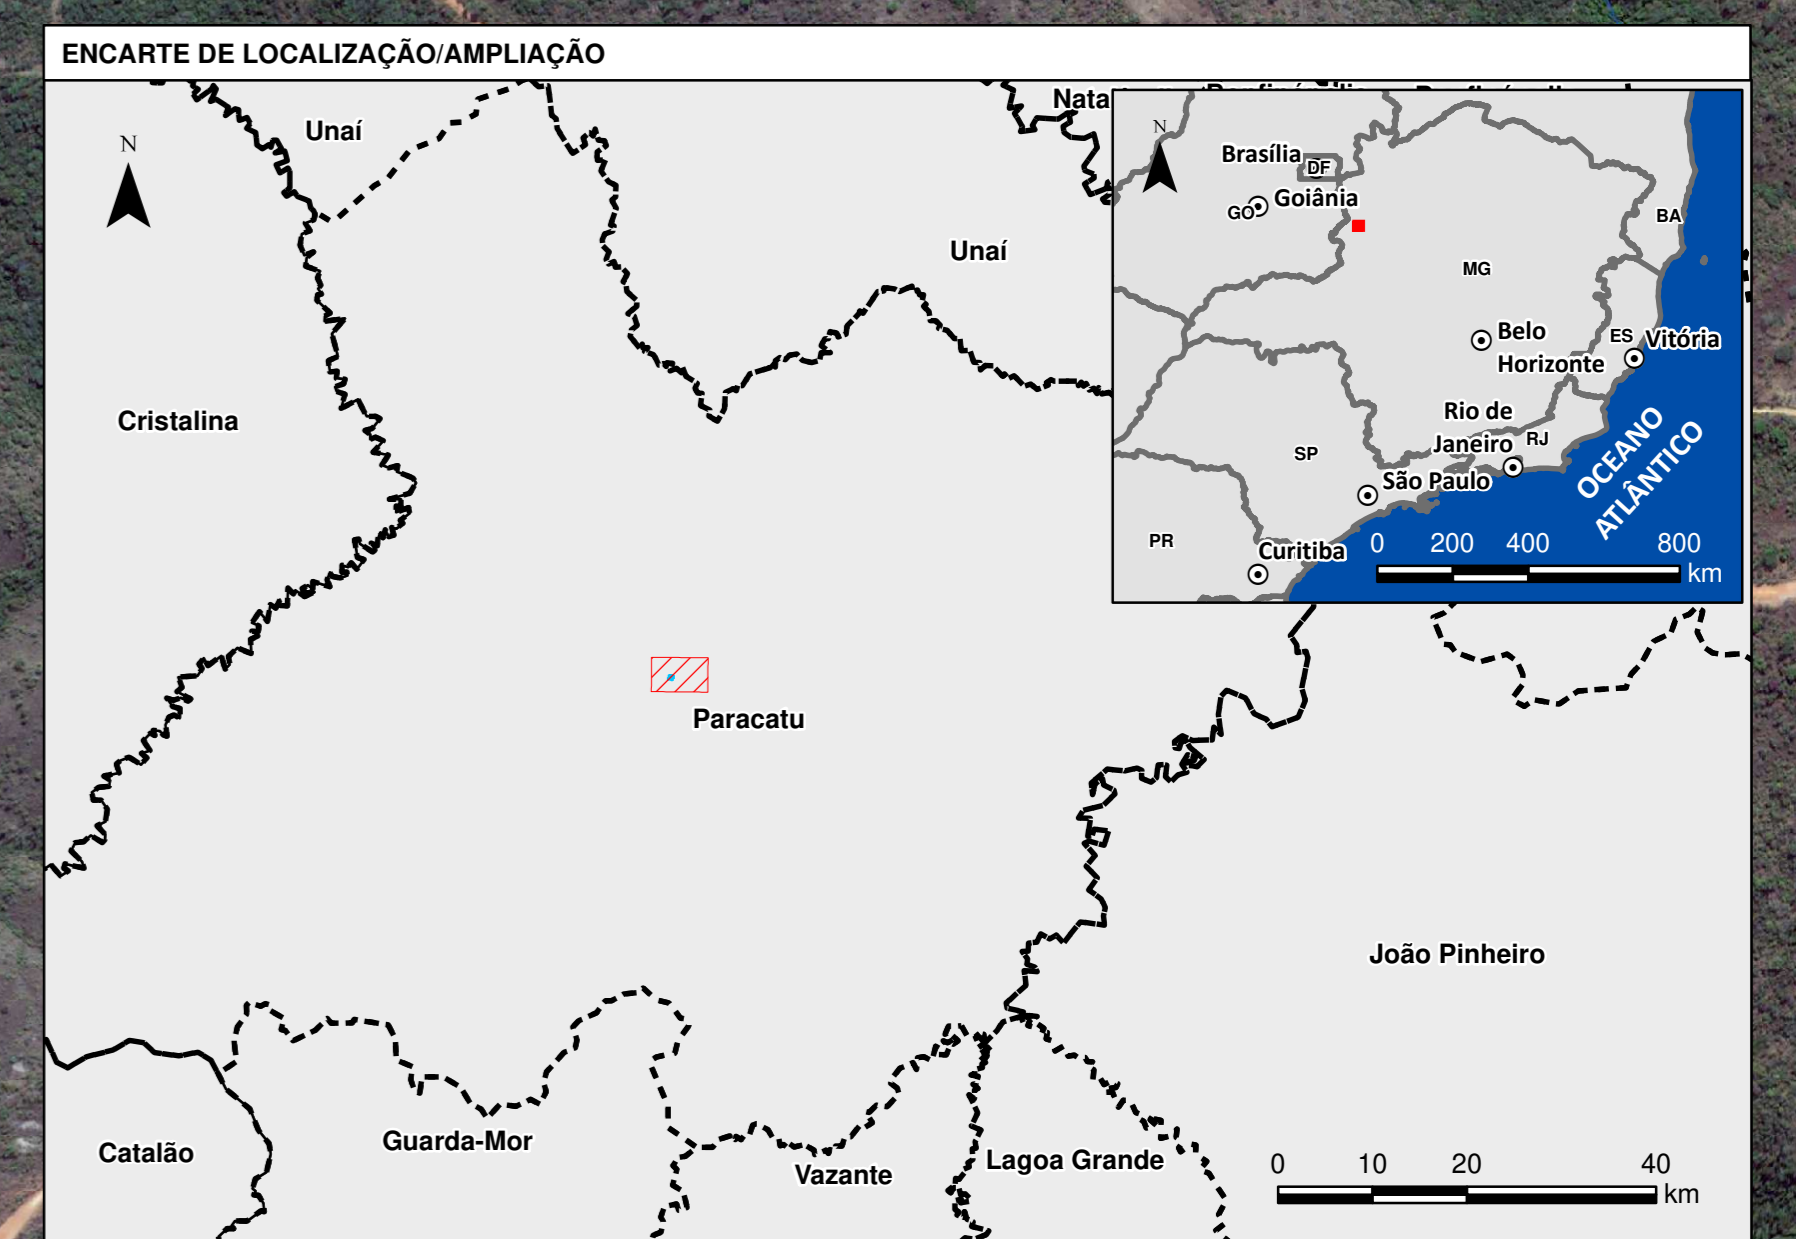 ENCARTE DE LOCALIZAÇÃO/AMPLIAÇÃO
Unaí
N
Unaí
Cristalina
Paracatu
João Pinheiro
Catalão
Guarda-Mor
Vazante
Lagoa Grande
0 10 20 40
km
N
Brasília
DF
GO
Goiânia
BA
MG
Belo
Horizonte
ES
Vitória
Rio de
Janeiro
RJ
SP
São Paulo
PR
Curitiba
OCEANO
ATLÂNTICO
0 200 400 800
km